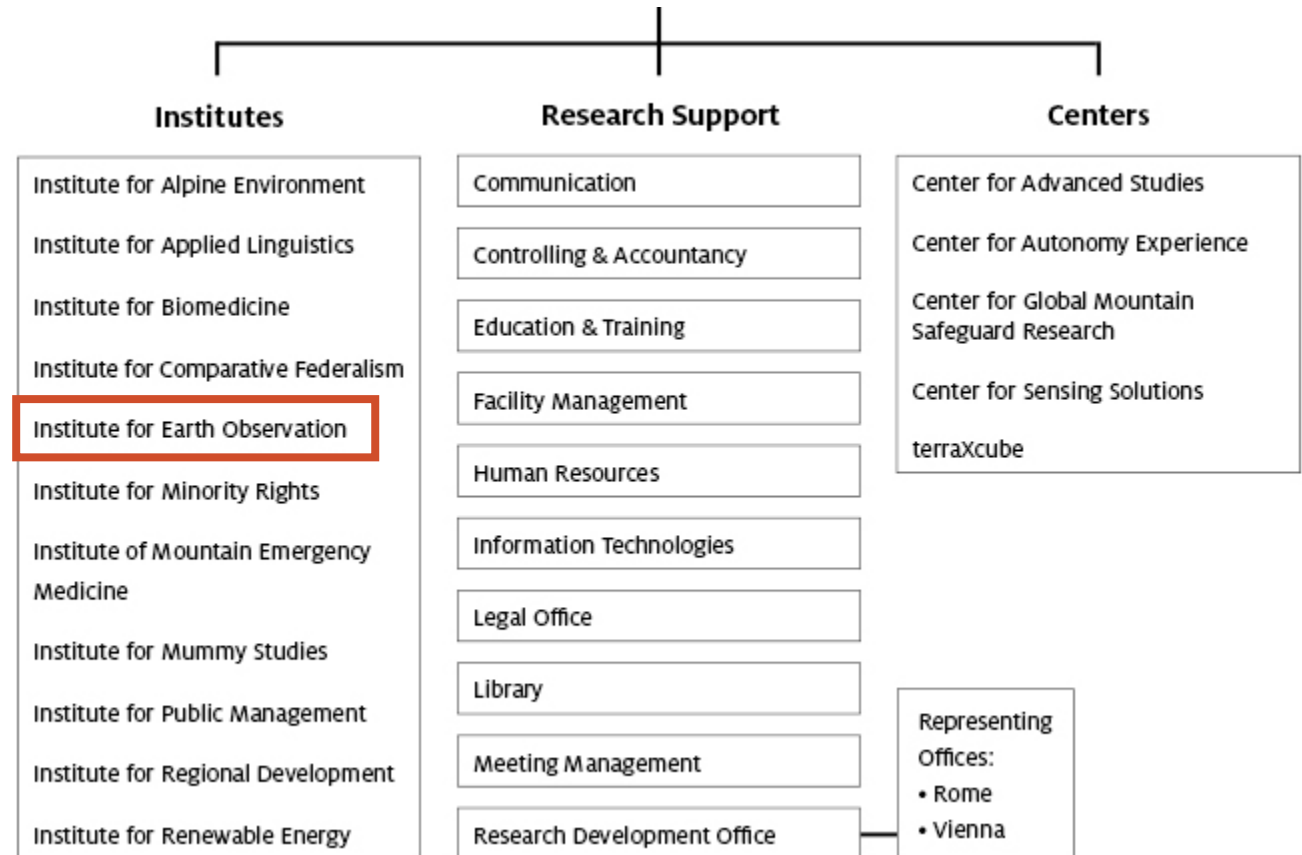 Institutes
Institute for Alpine Environment
Institute for Applied Linguistics
Institute for Biomedicine
Institute for Comparative Federalism
Institute for Earth Observation
Institute for Minority Rights
Institute of Mountain Emergency
Medicine
Institute for Mummy Studies
Institute for Public Management
Institute for Regional Development
Institute for Renewable Energy
Research Support
Communication
Controlling & Accountancy
Education & Training
Facility Management
Human Resources
Information Technologies
Legal Office
Library
Meeting Management
Research Development Office
Representing
Offices:
• Rome
• Vienna
Centers
Center for Advanced Studies
Center for Autonomy Experience
Center for Global Mountain
Safeguard Research
Center for Sensing Solutions
terraXcube